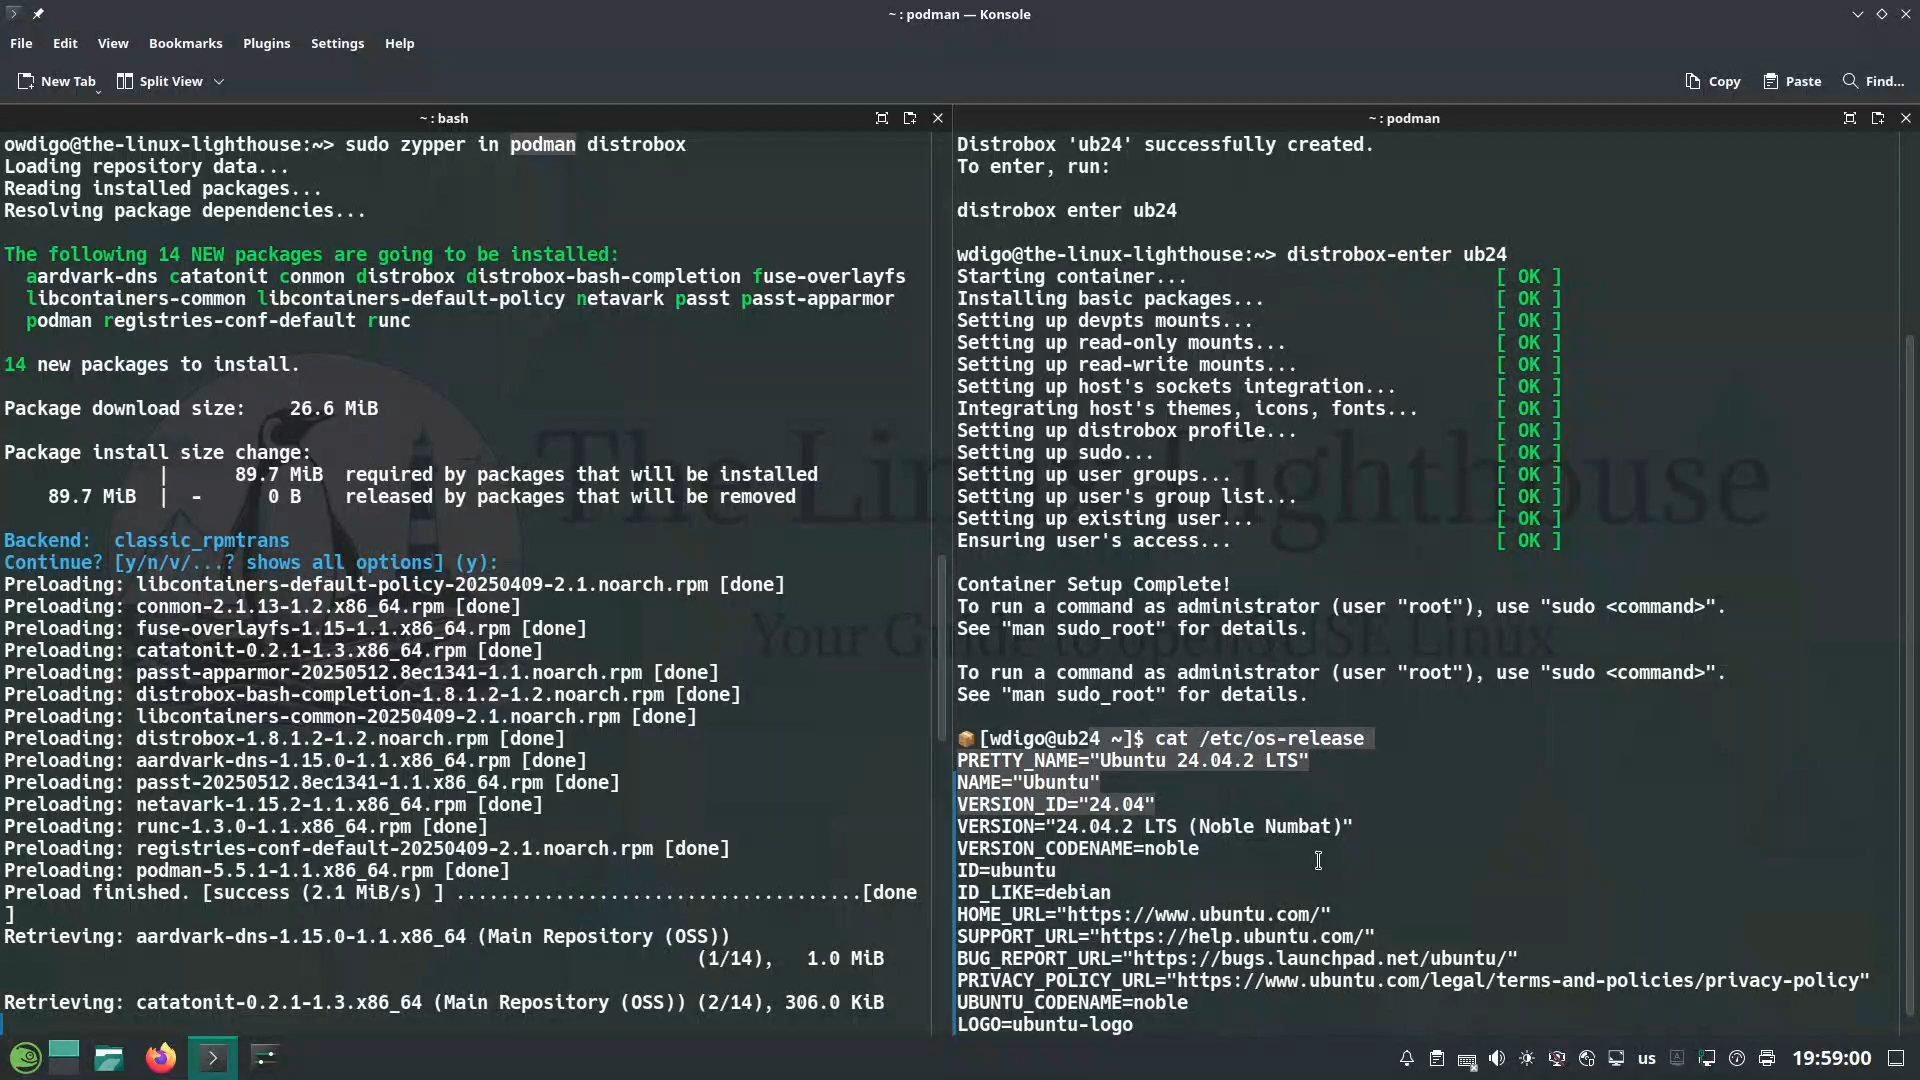 ~ : podman — Konsole
File Edit View Bookmarks Plugins Settings Help
New Tab Split View Copy Paste Find...
~ : bash
owdigo@the-linux-lighthouse:~> sudo zypper in podman distrobox
Loading repository data...
Reading installed packages...
Resolving package dependencies...
The following 14 NEW packages are going to be installed:
aardvark-dns catatonit conmon distrobox distrobox-bash-completion fuse-overlayfs
libcontainers-common libcontainers-default-policy netavark passt passt-apparmor
podman registries-conf-default runc
14 new packages to install.
Package download size:    26.6 MiB
Package install size change:
|      89.7 MiB  required by packages that will be installed
89.7 MiB  |  -      0 B    released by packages that will be removed
Backend:  classic_rpmtrans
Continue? [y/n/v/...? shows all options] (y):
Preloading: libcontainers-default-policy-20250409-2.1.noarch.rpm [done]
Preloading: conmon-2.1.13-1.2.x86_64.rpm [done]
Preloading: fuse-overlayfs-1.15-1.1.x86_64.rpm [done]
Preloading: catatonit-0.2.1-1.3.x86_64.rpm [done]
Preloading: passt-apparmor-20250512.8ec1341-1.1.noarch.rpm [done]
Preloading: distrobox-bash-completion-1.8.1.2-1.2.noarch.rpm [done]
Preloading: libcontainers-common-20250409-2.1.noarch.rpm [done]
Preloading: distrobox-1.8.1.2-1.2.noarch.rpm [done]
Preloading: aardvark-dns-1.15.0-1.1.x86_64.rpm [done]
Preloading: passt-20250512.8ec1341-1.1.x86_64.rpm [done]
Preloading: netavark-1.15.2-1.1.x86_64.rpm [done]
Preloading: runc-1.3.0-1.1.x86_64.rpm [done]
Preloading: registries-conf-default-20250409-2.1.noarch.rpm [done]
Preloading: podman-5.5.1-1.1.x86_64.rpm [done]
Preload finished. [success (2.1 MiB/s) ] .....................................[done
]
Retrieving: aardvark-dns-1.15.0-1.1.x86_64 (Main Repository (OSS))
(1/14),   1.0 MiB
Retrieving: catatonit-0.2.1-1.3.x86_64 (Main Repository (OSS)) (2/14), 306.0 KiB
~ : podman
Distrobox 'ub24' successfully created.
To enter, run:
distrobox enter ub24
wdigo@the-linux-lighthouse:~> distrobox-enter ub24
Starting container... [ OK ]
Installing basic packages... [ OK ]
Setting up devpts mounts... [ OK ]
Setting up read-only mounts... [ OK ]
Setting up read-write mounts... [ OK ]
Setting up host's sockets integration... [ OK ]
Integrating host's themes, icons, fonts... [ OK ]
Setting up distrobox profile... [ OK ]
Setting up sudo... [ OK ]
Setting up user groups... [ OK ]
Setting up user's group list... [ OK ]
Setting up existing user... [ OK ]
Ensuring user's access... [ OK ]
Container Setup Complete!
To run a command as administrator (user "root"), use "sudo <command>".
See "man sudo_root" for details.
To run a command as administrator (user "root"), use "sudo <command>".
See "man sudo_root" for details.
[wdigo@ub24 ~]$ cat /etc/os-release
PRETTY_NAME="Ubuntu 24.04.2 LTS"
NAME="Ubuntu"
VERSION_ID="24.04"
VERSION="24.04.2 LTS (Noble Numbat)"
VERSION_CODENAME=noble
ID=ubuntu
ID_LIKE=debian
HOME_URL="https://www.ubuntu.com/"
SUPPORT_URL="https://help.ubuntu.com/"
BUG_REPORT_URL="https://bugs.launchpad.net/ubuntu/"
PRIVACY_POLICY_URL="https://www.ubuntu.com/legal/terms-and-policies/privacy-policy"
UBUNTU_CODENAME=noble
LOGO=ubuntu-logo
The Linux Lighthouse
Your Guide to openSUSE Linux
us 19:59:00